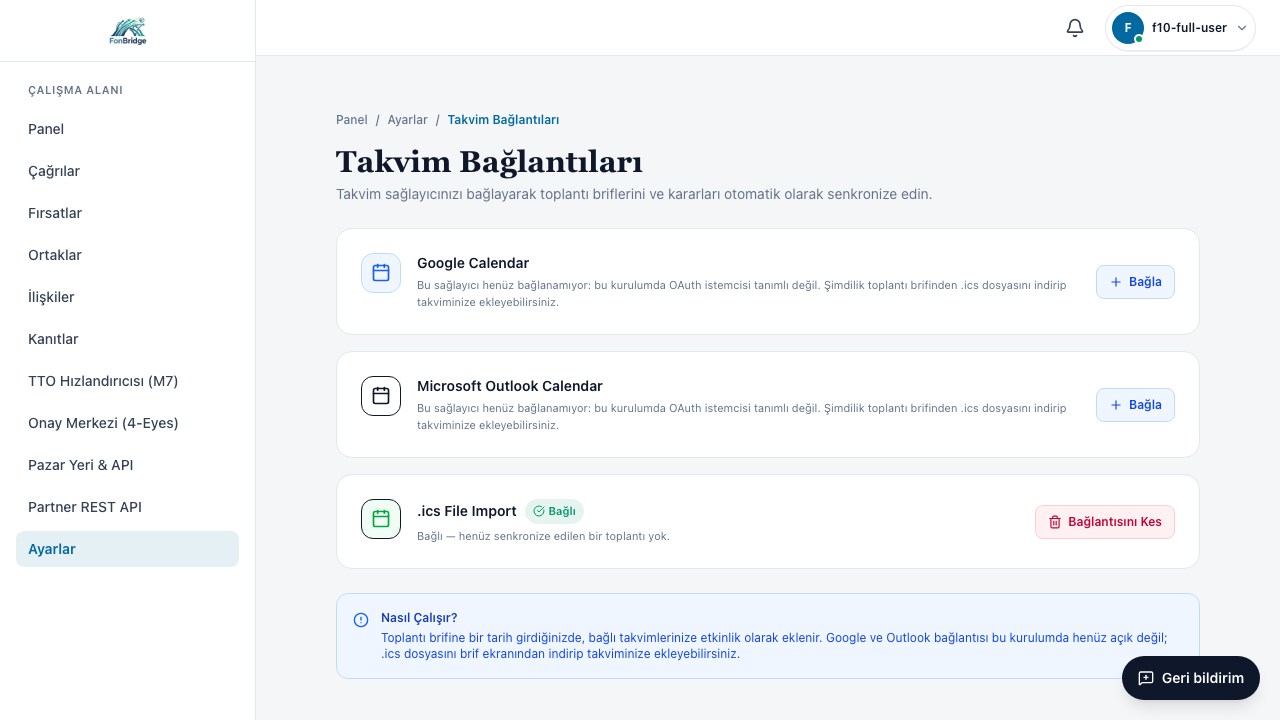 FonBridge
F
f10-full-user
ÇALIŞMA ALANI
Panel
Çağrılar
Fırsatlar
Ortaklar
İlişkiler
Kanıtlar
TTO Hızlandırıcısı (M7)
Onay Merkezi (4-Eyes)
Pazar Yeri & API
Partner REST API
Ayarlar
Panel / Ayarlar / Takvim Bağlantıları
Takvim Bağlantıları
Takvim sağlayıcınızı bağlayarak toplantı briflerini ve kararları otomatik olarak senkronize edin.
Google Calendar
Bu sağlayıcı henüz bağlanamıyor: bu kurulumda OAuth istemcisi tanımlı değil. Şimdilik toplantı brifinden .ics dosyasını indirip
takviminize ekleyebilirsiniz.
Bağla
Microsoft Outlook Calendar
Bu sağlayıcı henüz bağlanamıyor: bu kurulumda OAuth istemcisi tanımlı değil. Şimdilik toplantı brifinden .ics dosyasını indirip
takviminize ekleyebilirsiniz.
Bağla
.ics File Import
Bağlı
Bağlı — henüz senkronize edilen bir toplantı yok.
Bağlantısını Kes
Nasıl Çalışır?
Toplantı brifine bir tarih girdiğinizde, bağlı takvimlerinize etkinlik olarak eklenir. Google ve Outlook bağlantısı bu kurulumda henüz açık değil;
.ics dosyasını brif ekranından indirip takviminize ekleyebilirsiniz.
Geri bildirim